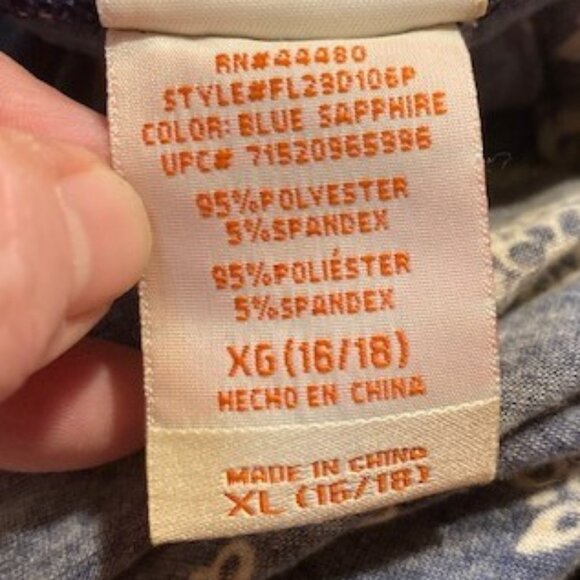 RN#44480
STYLE#FL29D106P
COLOR: BLUE SAPPHIRE
UPC# 71520965996
95%POLYESTER
5%SPANDEX
95%POLIÉSTER
5%SPANDEX
XG (16/18)
HECHO EN CHINA
MADE IN CHINA
XL (16/18)